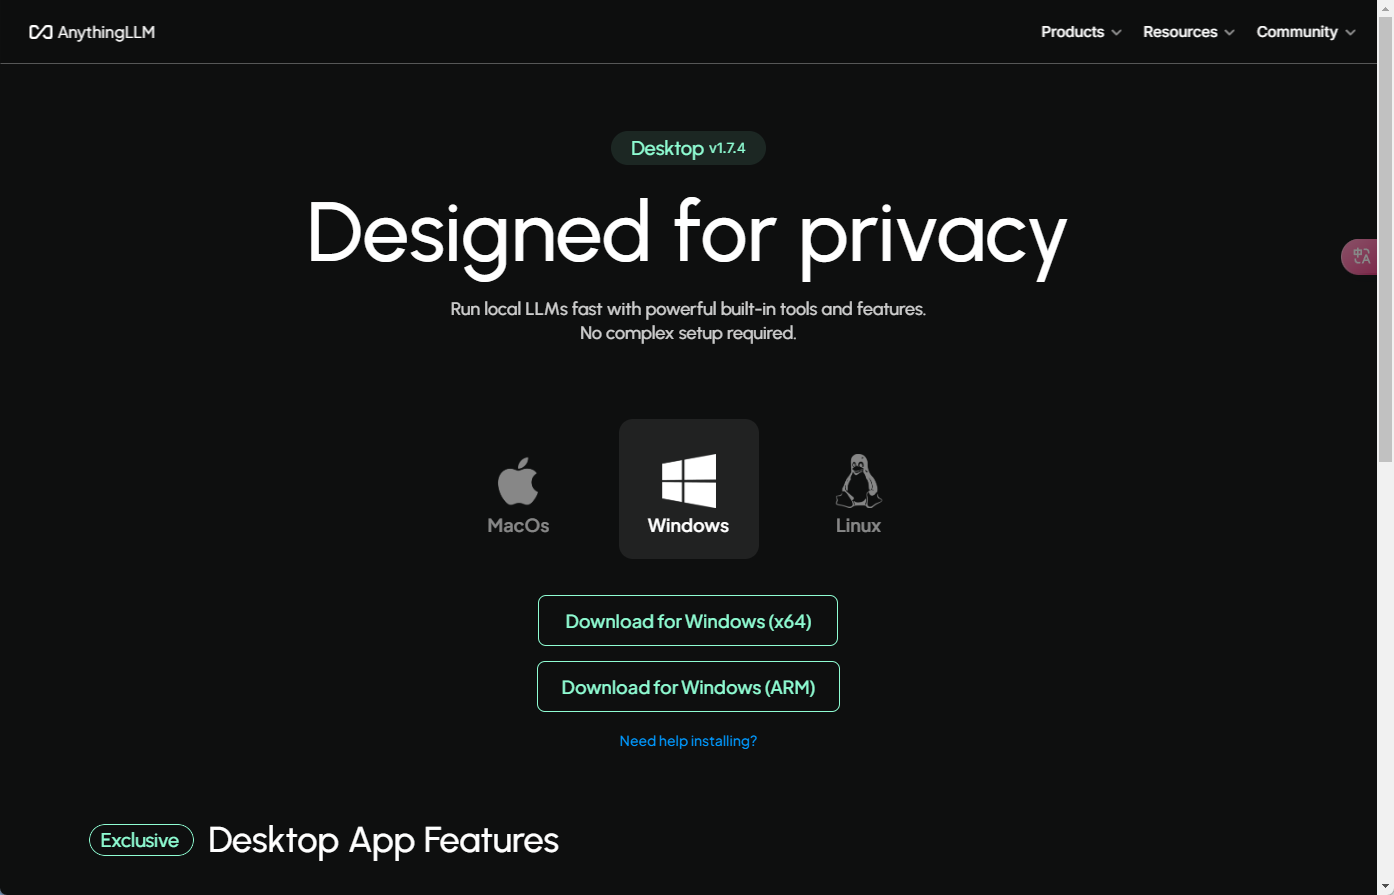 AnythingLLM
Products
Resources
Community
Desktop v1.7.4
Designed for privacy
Run local LLMs fast with powerful built-in tools and features.
No complex setup required.
MacOs
Windows
Linux
Download for Windows (x64)
Download for Windows (ARM)
Need help installing?
Exclusive
Desktop App Features